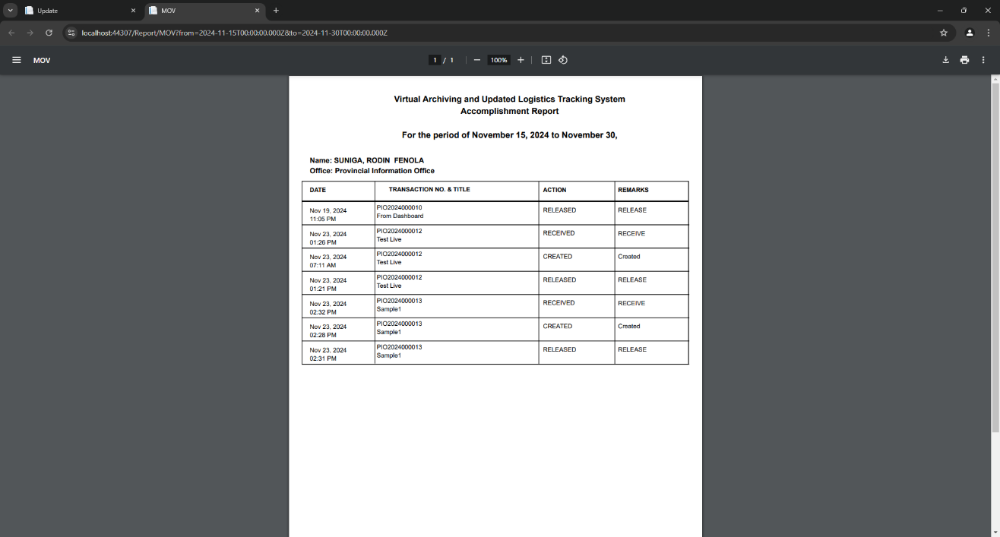 Update
MOV
localhost:44307/Report/MOV?from=2024-11-15T00:00:00.000Z&to=2024-11-30T00:00:00.000Z
MOV
1 / 1
100%
Virtual Archiving and Updated Logistics Tracking System
Accomplishment Report
For the period of November 15, 2024 to November 30,
Name: SUNIGA, RODIN FENOLA
Office: Provincial Information Office
DATE TRANSACTION NO. & TITLE ACTION REMARKS
Nov 19, 2024 PIO2024000010 RELEASED RELEASE
11:05 PM From Dashboard
Nov 23, 2024 PIO2024000012 RECEIVED RECEIVE
01:26 PM Test Live
Nov 23, 2024 PIO2024000012 CREATED Created
07:11 AM Test Live
Nov 23, 2024 PIO2024000012 RELEASED RELEASE
01:21 PM Test Live
Nov 23, 2024 PIO2024000013 RECEIVED RECEIVE
02:32 PM Sample1
Nov 23, 2024 PIO2024000013 CREATED Created
02:28 PM Sample1
Nov 23, 2024 PIO2024000013 RELEASED RELEASE
02:31 PM Sample1